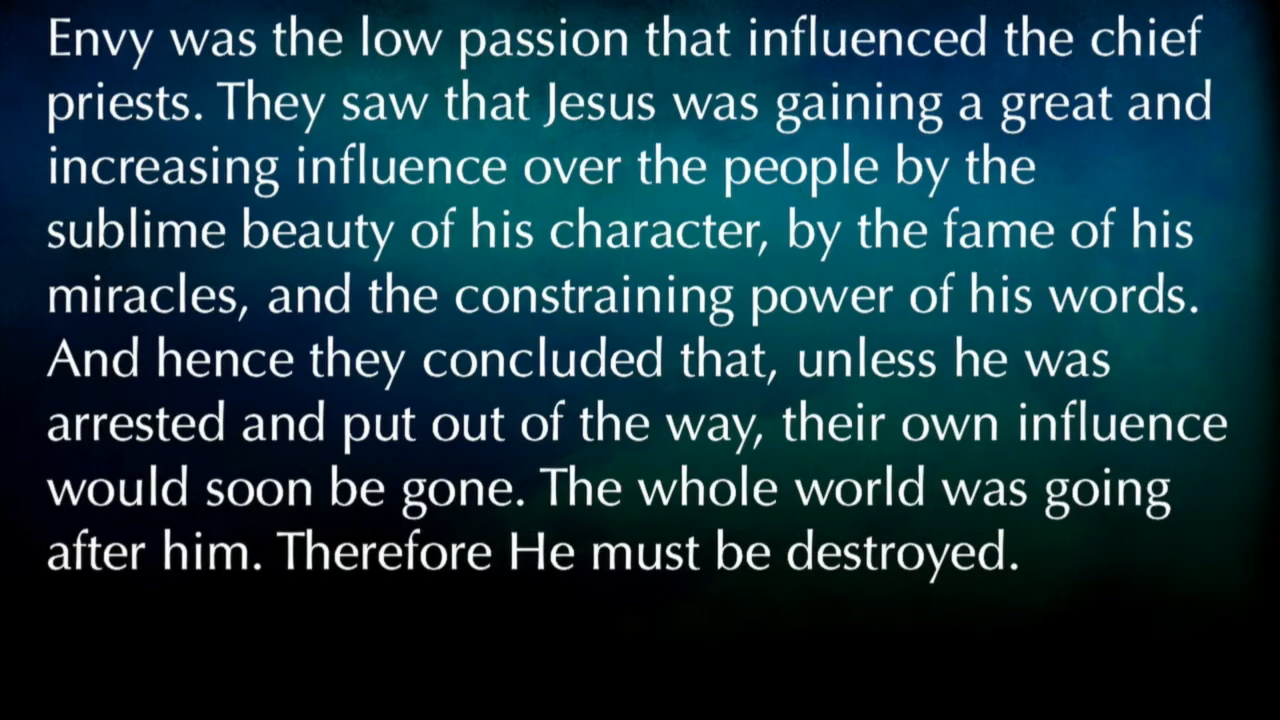 Envy was the low passion that influenced the chief
priests. They saw that Jesus was gaining a great and
increasing influence over the people by the
sublime beauty of his character, by the fame of his
miracles, and the constraining power of his words.
And hence they concluded that, unless he was
arrested and put out of the way, their own influence
would soon be gone. The whole world was going
after him. Therefore He must be destroyed.